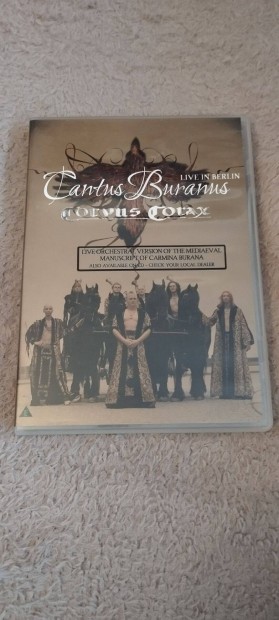 LIVE IN BERLIN
Cantus Buranus
Corvus Corax
LIVE ORCHESTRAL VERSION OF THE MEDIAEVAL
MANUSCRIPT OF CARMINA BURANA
ALSO AVAILABLE ON CD - CHECK YOUR LOCAL DEALER